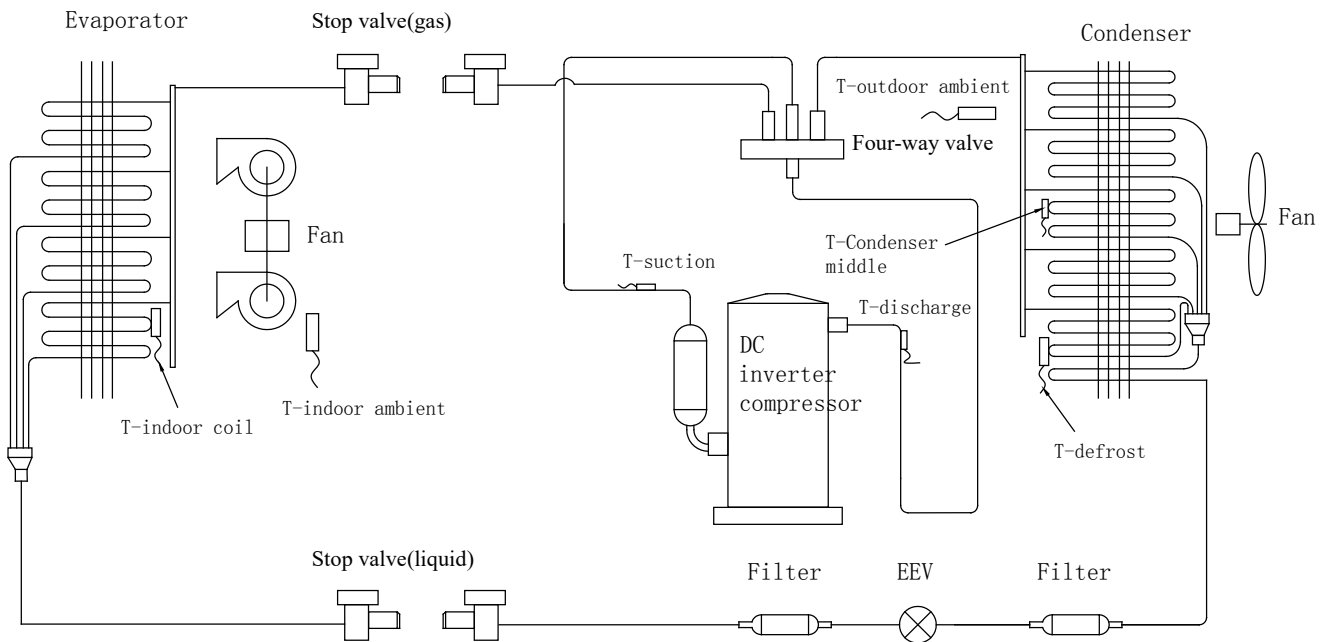 Evaporator
Stop valve(gas)
Condenser
T-outdoor ambient
Four-way valve
Fan
Fan
T-Condenser
middle
T-suction
T-discharge
DC
inverter
compressor
T-indoor ambient
T-indoor coil
T-defrost
Stop valve(liquid)
Filter
EEV
Filter